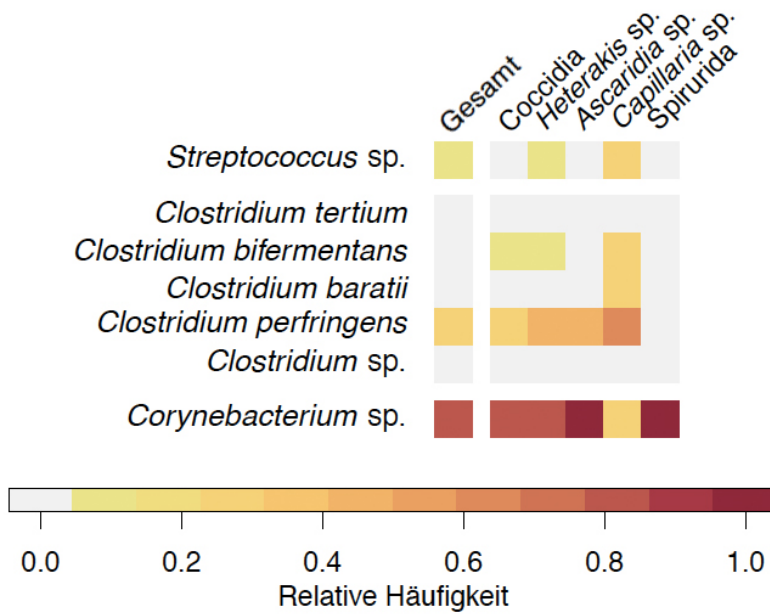 Gesamt
Coccidia
Heterakis sp.
Ascaridia sp.
Capillaria sp.
Spirurida
Streptococcus sp.
Clostridium tertium
Clostridium bifermentans
Clostridium baratii
Clostridium perfringens
Clostridium sp.
Corynebacterium sp.
0.0 0.2 0.4 0.6 0.8 1.0
Relative Häufigkeit